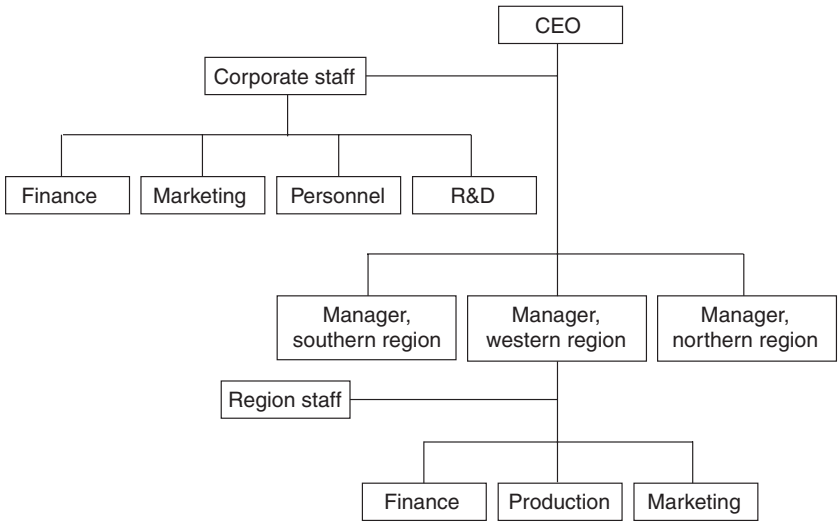 CEO
Corporate staff
Finance
Marketing
Personnel
R&D
Manager,
southern region
Manager,
western region
Manager,
northern region
Region staff
Finance
Production
Marketing